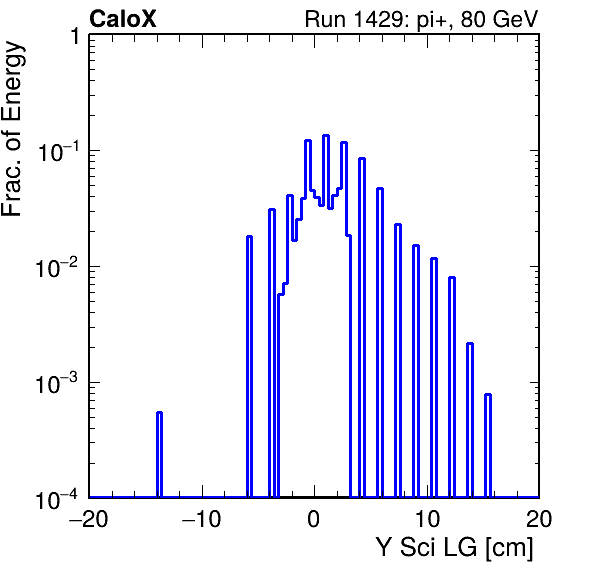 CaloX Run 1429: pi+, 80 GeV
Frac. of Energy
1
10⁻¹
10⁻²
10⁻³
10⁻⁴
−20 −10 0 10 20
Y Sci LG [cm]